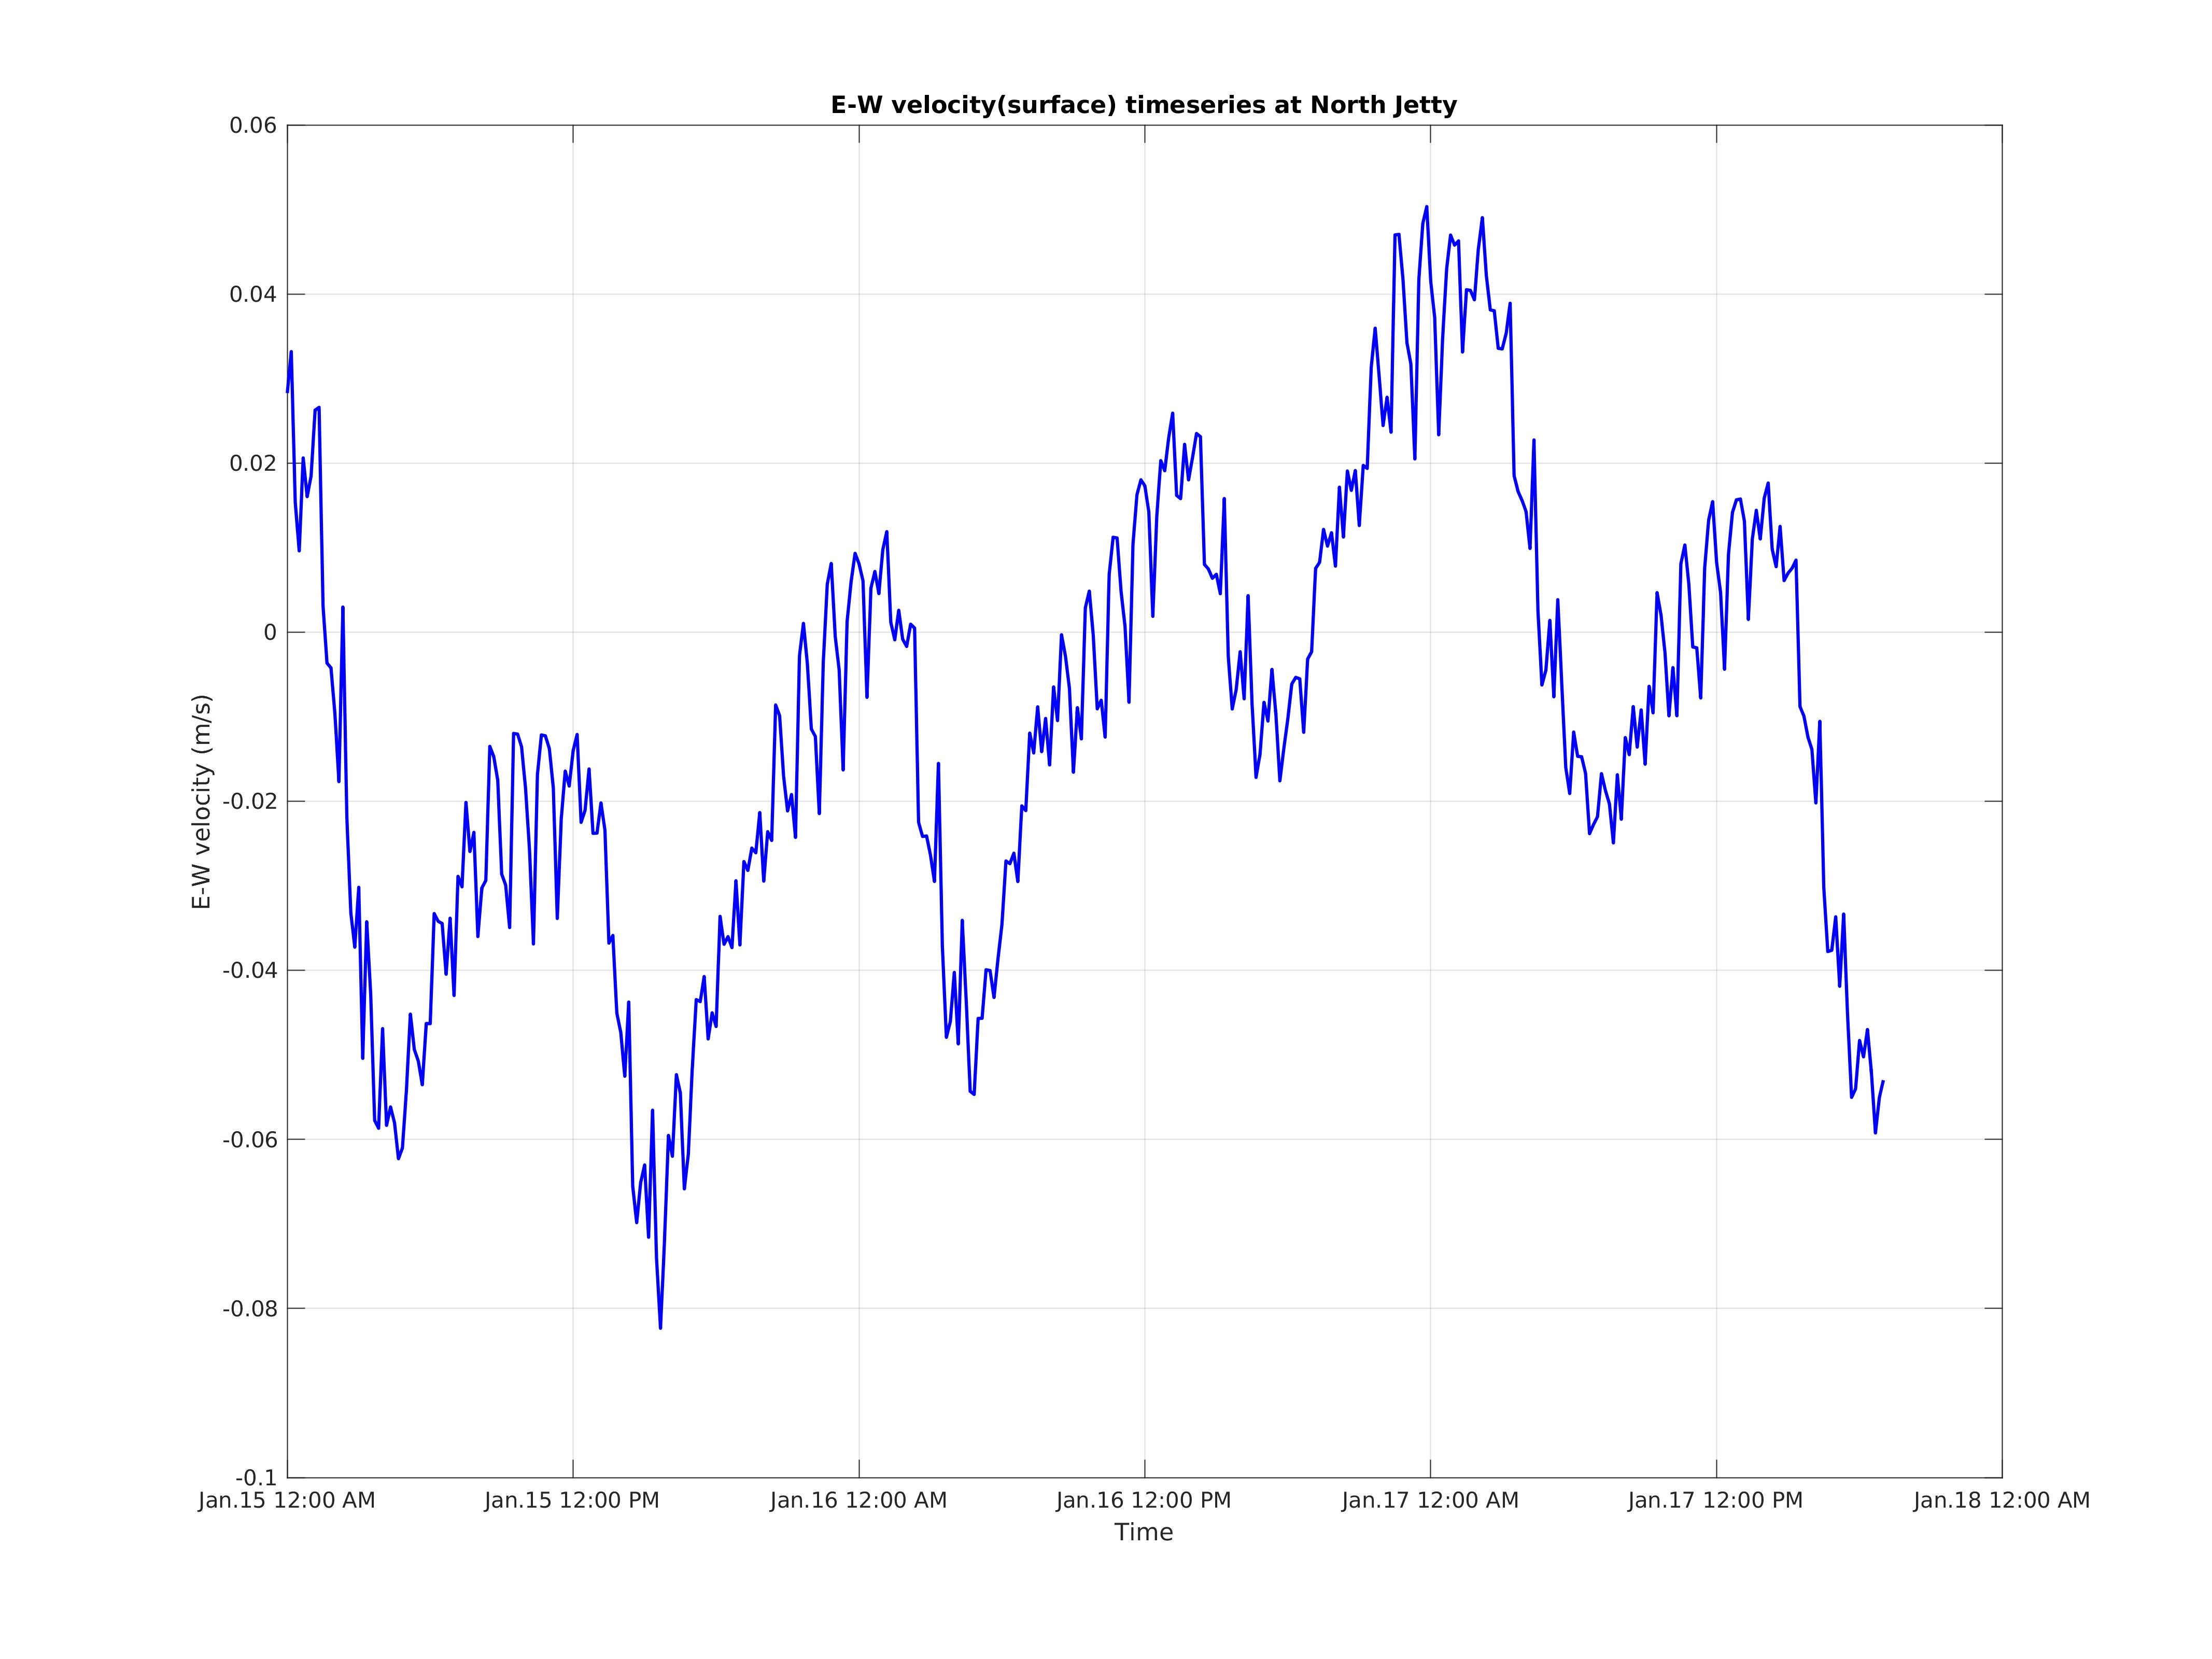 E-W velocity(surface) timeseries at North Jetty
0.06
0.04
0.02
0
-0.02
-0.04
-0.06
-0.08
-0.1
E-W velocity (m/s)
Jan.15 12:00 AM Jan.15 12:00 PM Jan.16 12:00 AM Jan.16 12:00 PM Jan.17 12:00 AM Jan.17 12:00 PM Jan.18 12:00 AM
Time